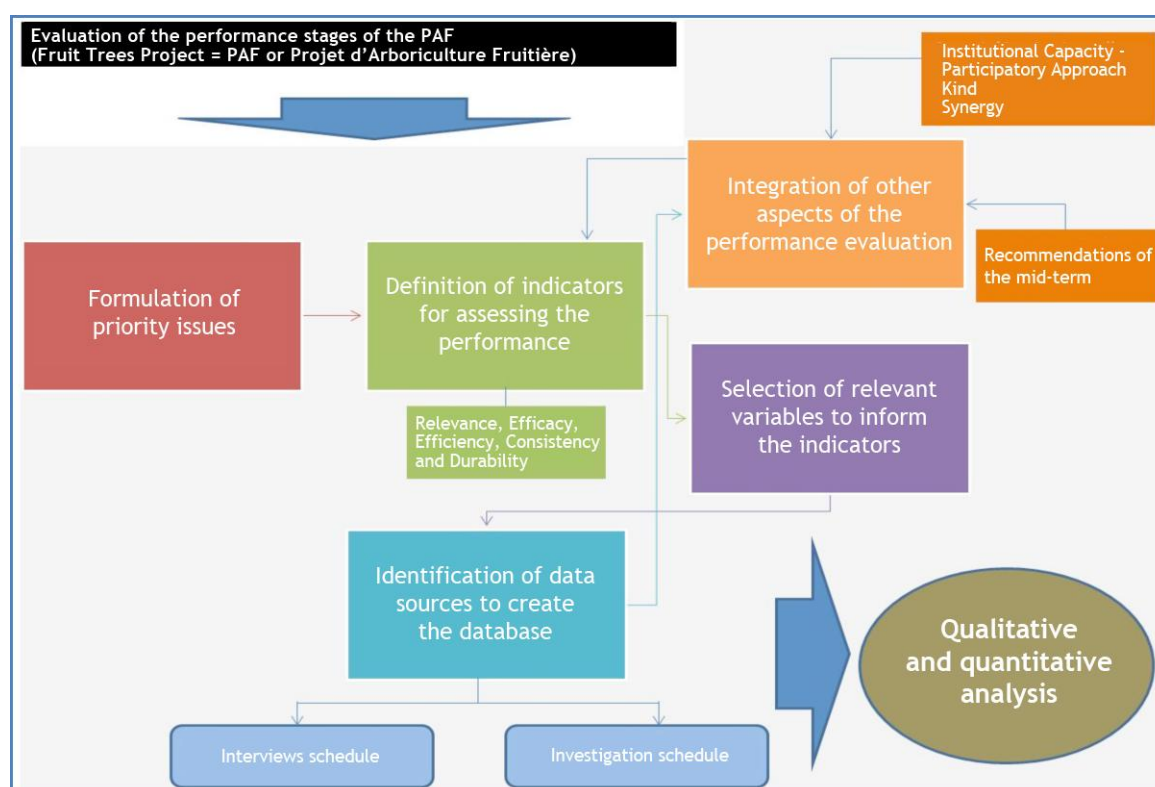 Evaluation of the performance stages of the PAF
(Fruit Trees Project = PAF or Projet d’Arboriculture Fruitière)
Institutional Capacity -
Participatory Approach
Kind
Synergy
Integration of other
aspects of the
performance evaluation
Recommendations of
the mid-term
Formulation of
priority issues
Definition of indicators
for assessing the
performance
Relevance, Efficacy,
Efficiency, Consistency
and Durability
Selection of relevant
variables to inform
the indicators
Identification of data
sources to create
the database
Qualitative
and quantitative
analysis
Interviews schedule
Investigation schedule